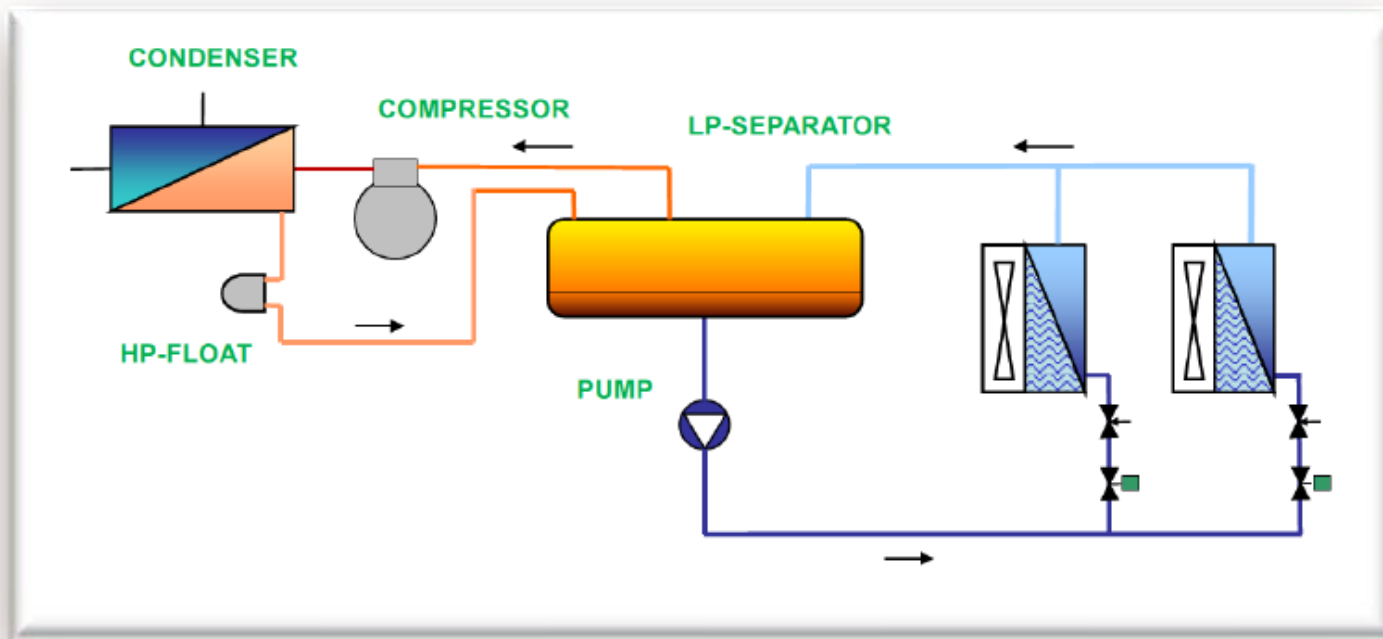 CONDENSER
COMPRESSOR
LP-SEPARATOR
HP-FLOAT
PUMP